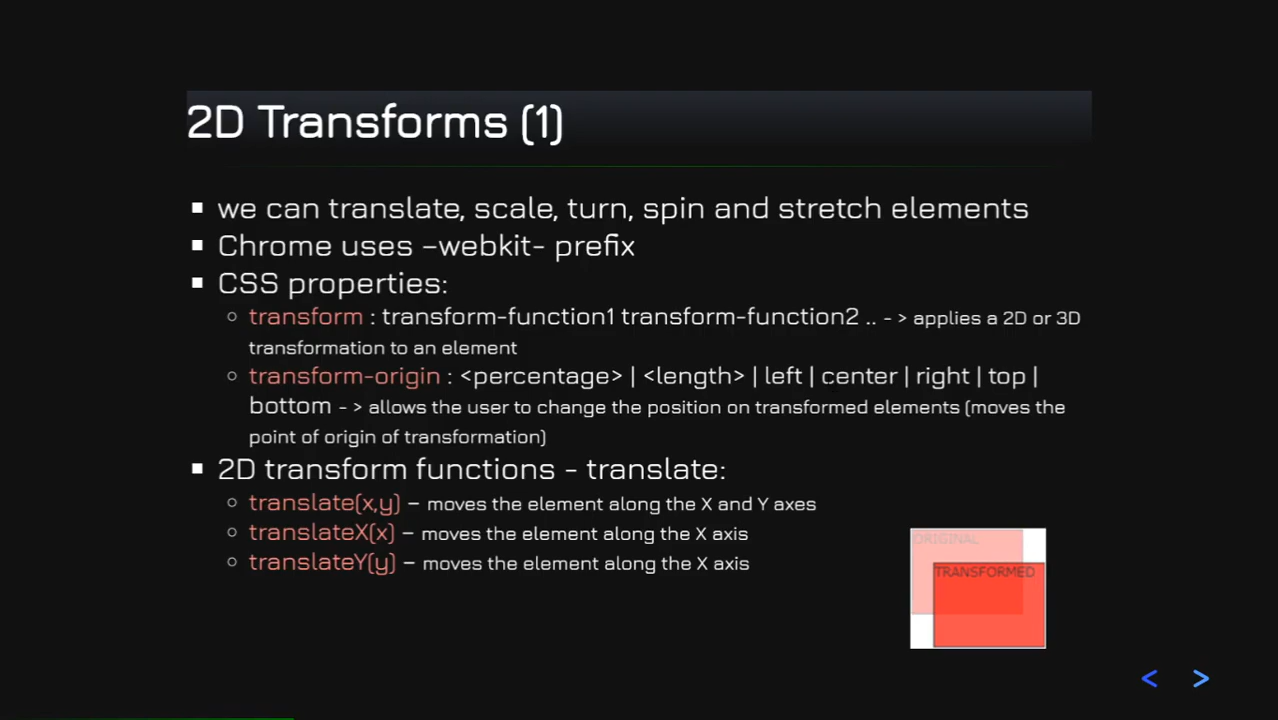 2D Transforms (1)
▪ we can translate, scale, turn, spin and stretch elements
▪ Chrome uses –webkit- prefix
▪ CSS properties:
○ transform : transform-function1 transform-function2 .. - > applies a 2D or 3D
transformation to an element
○ transform-origin : <percentage> | <length> | left | center | right | top |
bottom - > allows the user to change the position on transformed elements (moves the
point of origin of transformation)
▪ 2D transform functions - translate:
○ translate(x,y) – moves the element along the X and Y axes
○ translateX(x) – moves the element along the X axis
○ translateY(y) – moves the element along the X axis
ORIGINAL
TRANSFORMED
< >